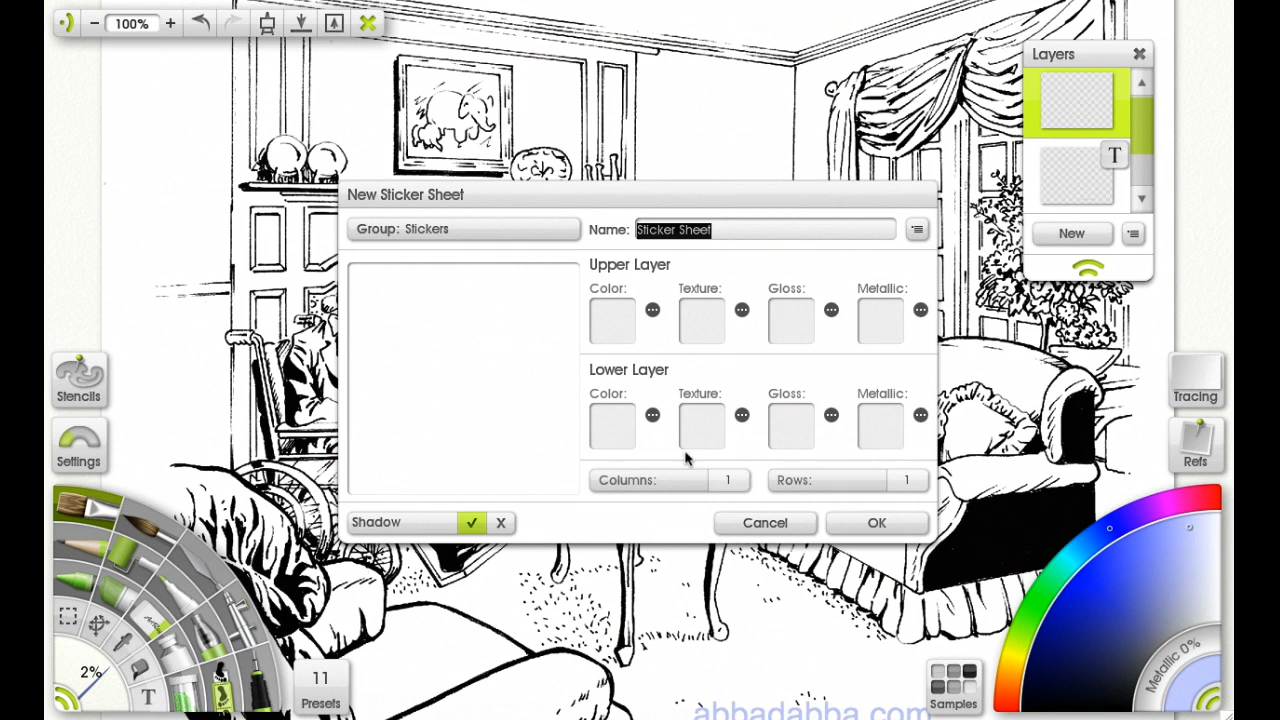 100%
Layers
T
New
New Sticker Sheet
Group: Stickers
Name: Sticker Sheet
Upper Layer
Color: Texture: Gloss: Metallic:
Lower Layer
Color: Texture: Gloss: Metallic:
Columns: 1 Rows: 1
Shadow
X
Cancel OK
Stencils
Settings
Tracing
Refs
2%
T
11
Presets
Samples
Metallic 0%
abbadabba.com